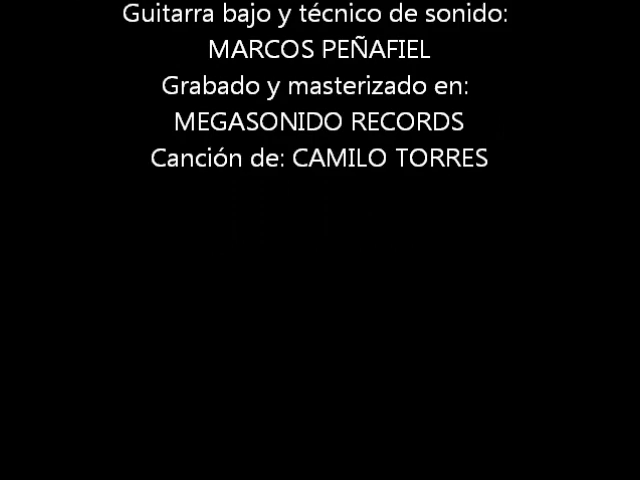 Guitarra bajo y técnico de sonido:
MARCOS PEÑAFIEL
Grabado y masterizado en:
MEGASONIDO RECORDS
Canción de: CAMILO TORRES